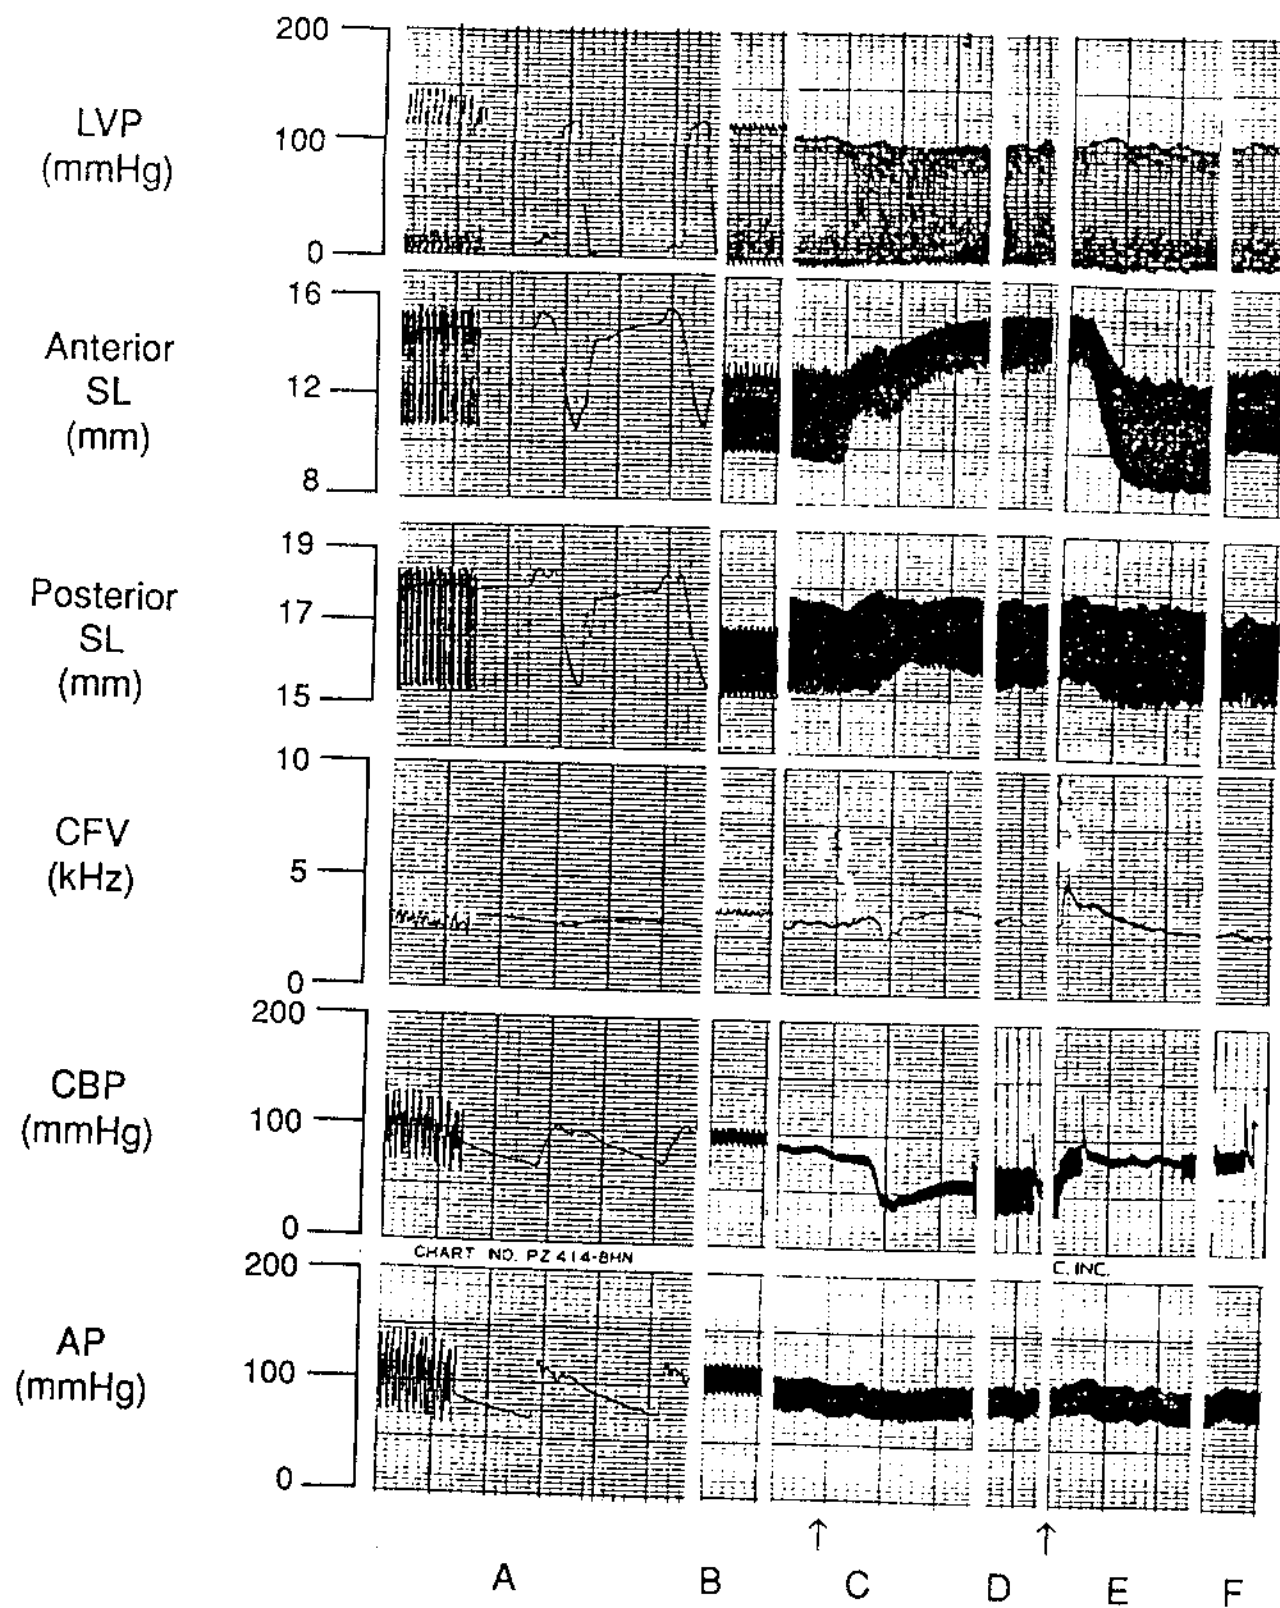 200
LVP
100
(mmHg)
0
16
Anterior
SL
12
(mm)
8
19
Posterior
17
SL
(mm)
15
10
CFV
5
(kHz)
0
200
CBP
100
(mmHg)
0
CHART NO. PZ 414-8HN
C, INC.
200
AP
100
(mmHg)
0
↑ ↑
A B C D E F